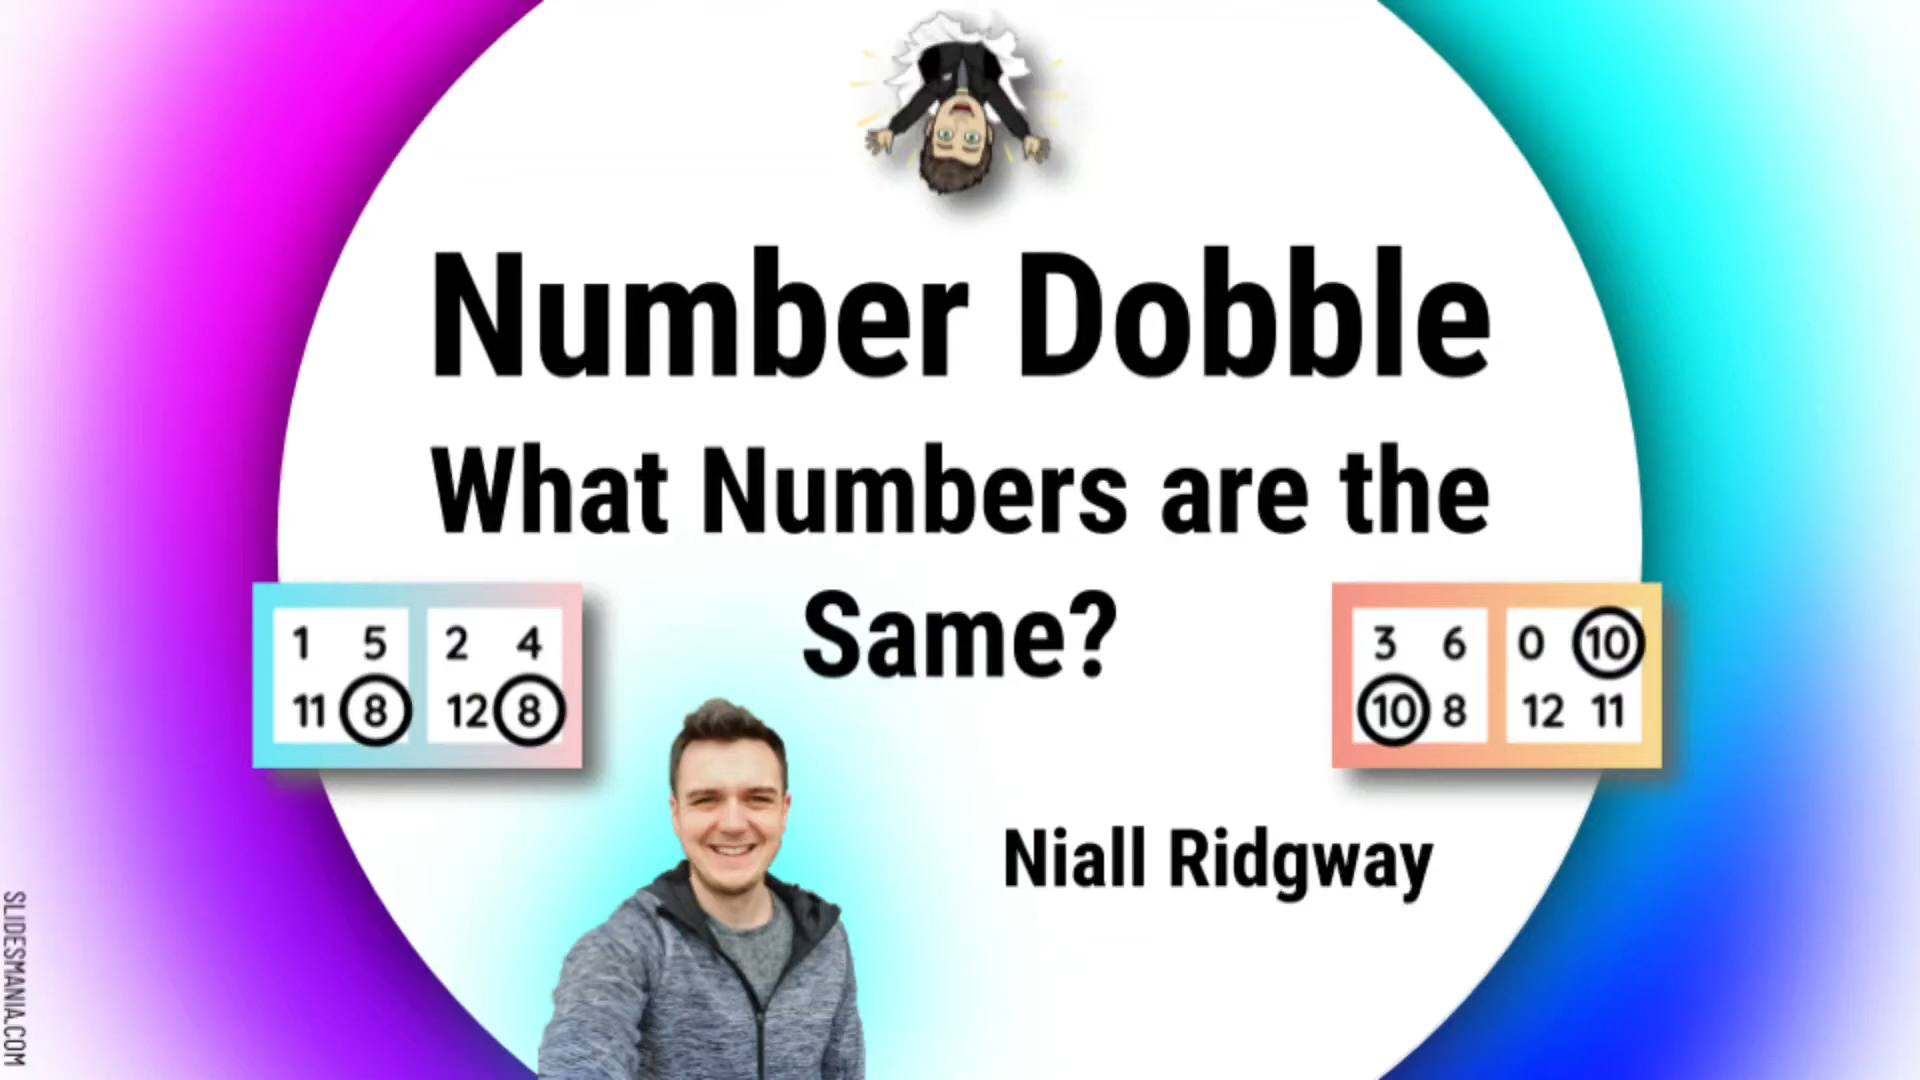 Number Dobble
What Numbers are the
Same?
1 5 2 4
11 8 12 8
3 6 0 10
10 8 12 11
Niall Ridgway
SLIDESMANIA.COM